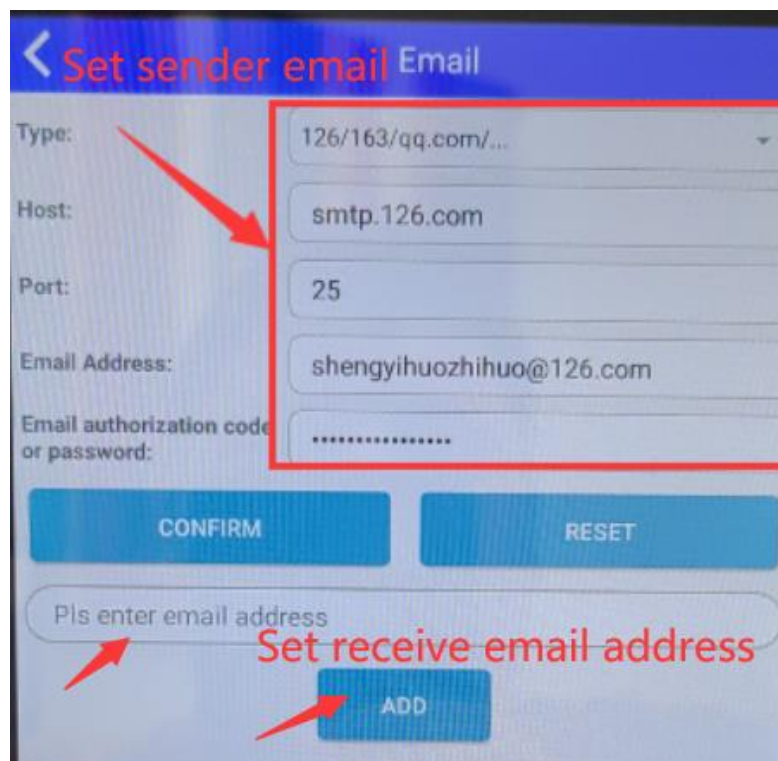 Set sender email Email
Type:
126/163/qq.com/...
Host:
smtp.126.com
Port:
25
Email Address:
shengyihuozhihuo@126.com
Email authorization code
or password:
••••••••••••••••
CONFIRM
RESET
Pls enter email address
Set receive email address
ADD